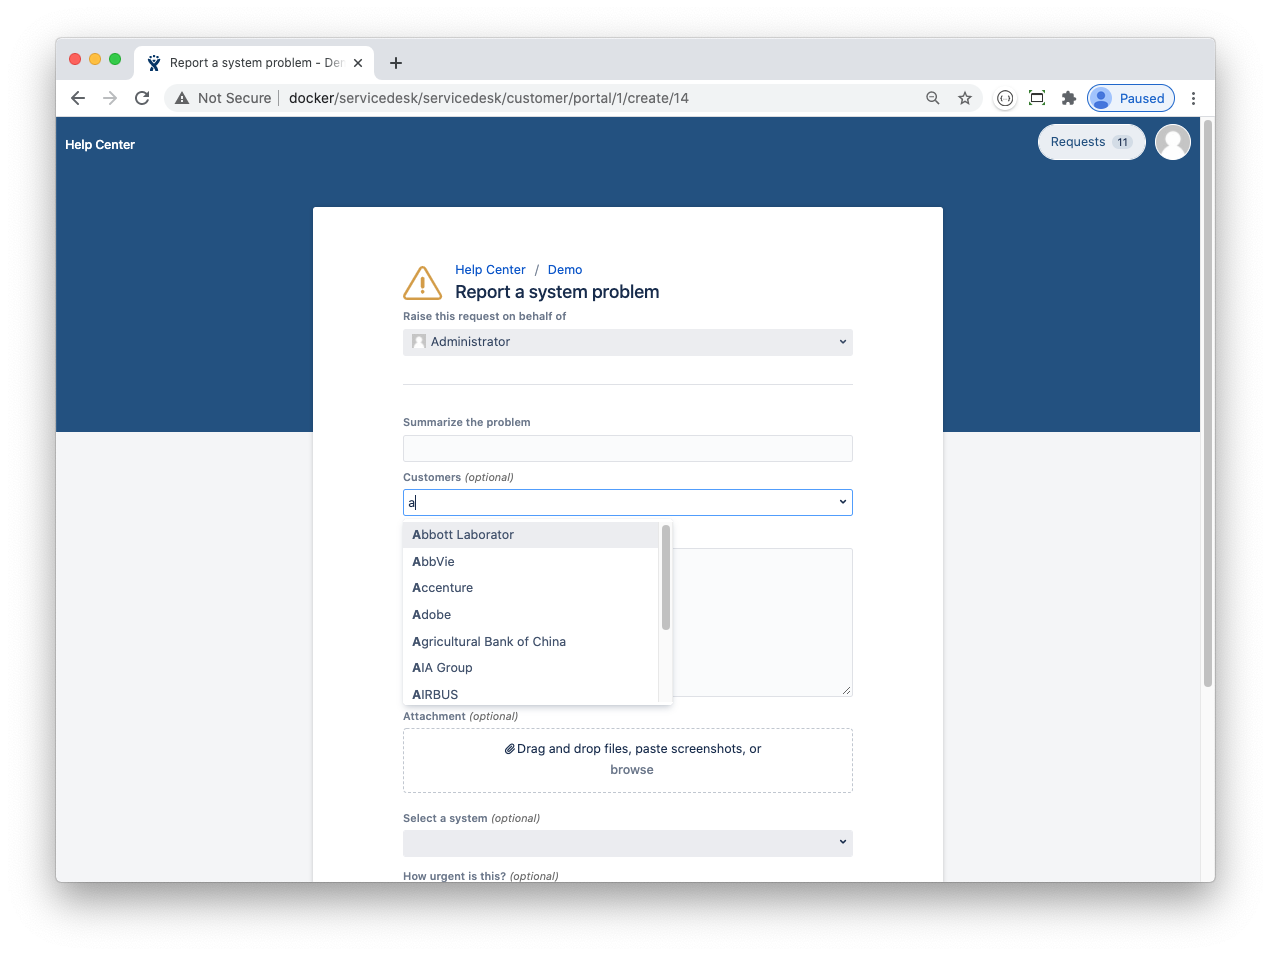 Report a system problem - De
Not Secure docker/servicedesk/servicedesk/customer/portal/1/create/14 Paused
Help Center
Requests 11
Help Center / Demo
Report a system problem
Raise this request on behalf of
Administrator
Summarize the problem
Customers (optional)
a
Abbott Laborator
AbbVie
Accenture
Adobe
Agricultural Bank of China
AIA Group
AIRBUS
Attachment (optional)
Drag and drop files, paste screenshots, or
browse
Select a system (optional)
How urgent is this? (optional)